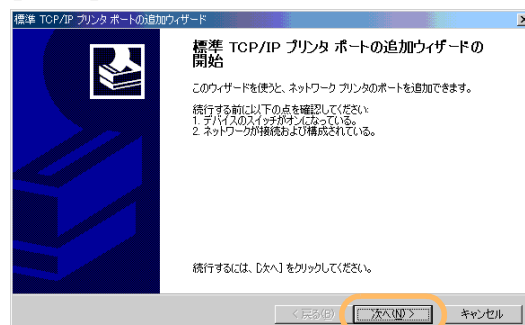 標準 TCP/IP プリンタ ポートの追加ウィザード
標準 TCP/IP プリンタ ポートの追加ウィザードの
開始
このウィザードを使うと、ネットワーク プリンタのポートを追加できます。
続行する前に以下の点を確認してください:
1. デバイスのスイッチがオンになっている。
2. ネットワークが接続および構成されている。
続行するには、[次へ] をクリックしてください。
< 戻る(B)
次へ(N) >
キャンセル